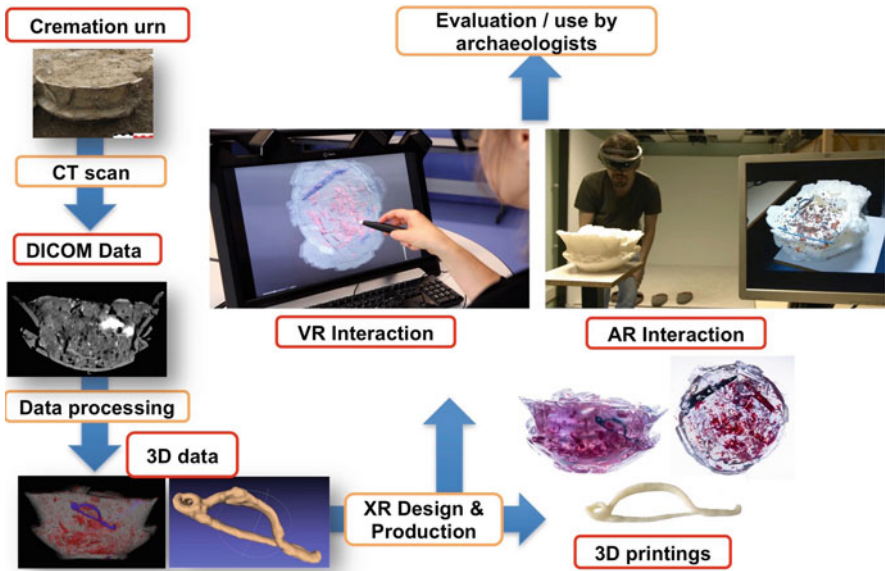 Cremation urn
CT scan
DICOM Data
Data processing
3D data
XR Design &
Production
3D printings
VR Interaction
AR Interaction
Evaluation / use by
archaeologists